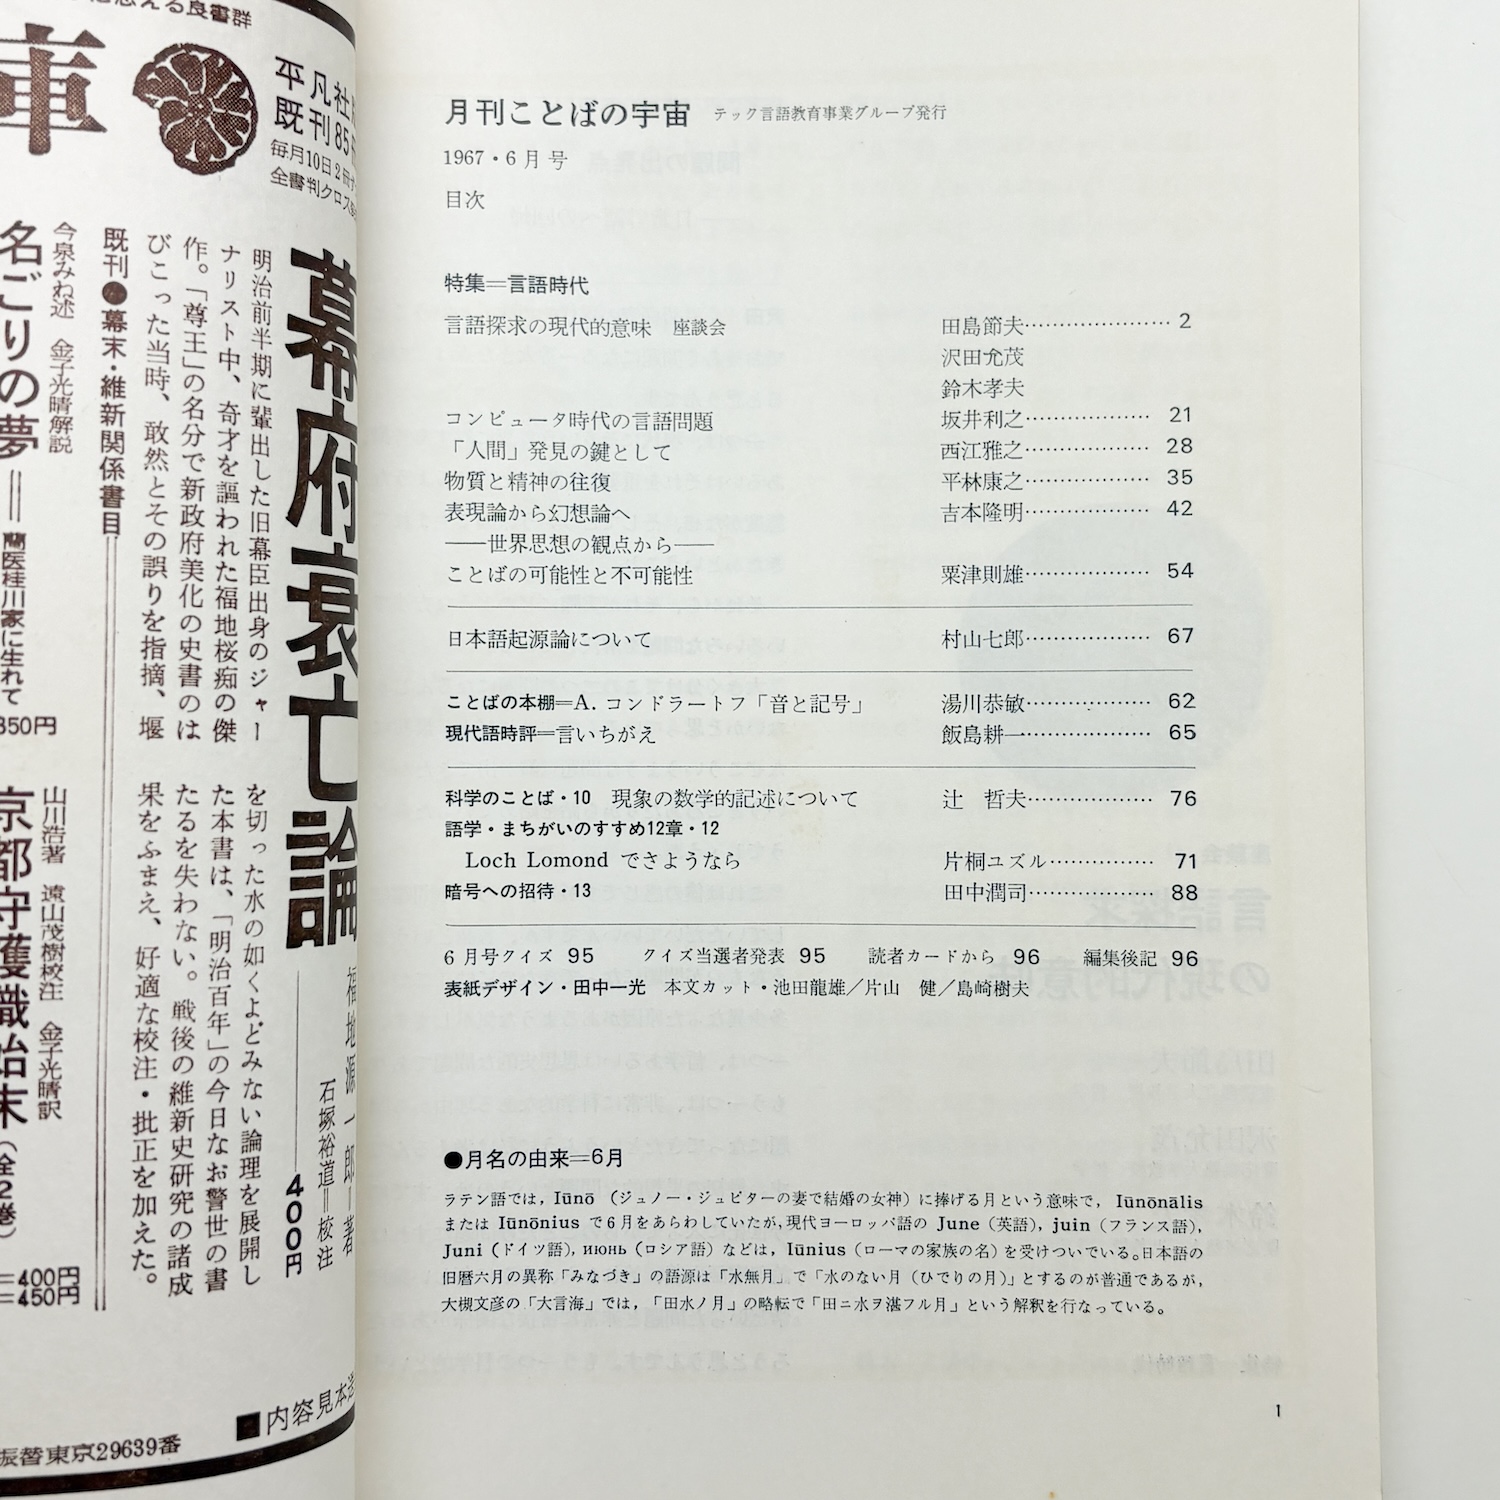 月刊ことばの宇宙 テック言語教育事業グループ発行
1967・6月号
目次
特集=言語時代
言語探求の現代的意味 座談会 田島節夫…………………2
沢田允茂
鈴木孝夫
コンピュータ時代の言語問題 坂井利之………………21
「人間」発見の鍵として 西江雅之………………28
物質と精神の往復 平林康之………………35
表現論から幻想論へ 吉本隆明………………42
――世界思想の観点から――
ことばの可能性と不可能性 粟津則雄………………54
日本語起源論について 村山七郎………………67
ことばの本棚=A. コンドラートフ「音と記号」 湯川恭敏………………62
現代語時評=言いちがえ 飯島耕一………………65
科学のことば・10 現象の数学的記述について 辻 哲夫………………76
語学・まちがいのすすめ12章・12
Loch Lomond でさようなら 片桐ユズル……………71
暗号への招待・13 田中潤司………………88
6月号クイズ 95 クイズ当選者発表 95 読者カードから 96 編集後記 96
表紙デザイン・田中一光 本文カット・池田龍雄/片山 健/島崎樹夫
●月名の由来=6月
ラテン語では, Iūnō (ジュノー・ジュピターの妻で結婚の女神)に捧げる月という意味で, Iūnōnālis
または Iūnōnius で6月をあらわしていたが,現代ヨーロッパ語の June (英語), juin (フランス語),
Juni (ドイツ語), июнь (ロシア語) などは, Iūnius (ローマの家族の名) を受けついでいる。日本語の
旧暦六月の異称「みなづき」の語源は「水無月」で「水のない月(ひでりの月)」とするのが普通であるが,
大槻文彦の「大言海」では, 「田水ノ月」の略転で「田ニ水ヲ湛フル月」という解釈を行なっている。
1
える良書群
庫
平凡社
既刊85
毎月10日2冊
全書判クロス
幕府衰亡論
福地源一郎=著
石塚裕道=校注
400円
明治前半期に輩出した旧幕臣出身のジャー
ナリスト中、奇才を謳われた福地桜痴の傑
作。「尊王」の名分で新政府美化の史書のは
びこった当時、敢然とその誤りを指摘、堰
を切った水の如くよどみない論理を展開し
た本書は、「明治百年」の今日なお警世の書
たるを失わない。戦後の維新史研究の諸成
果をふまえ、好適な校注・批正を加えた。
既刊●幕末・維新関係書目
今泉みね述 金子光晴解説
名ごりの夢=蘭医桂川家に生れて
350円
山川浩著 遠山茂樹校注 金子光晴訳
京都守護職始末(全2巻)
=400円
=450円
■内容見本
振替東京29639番